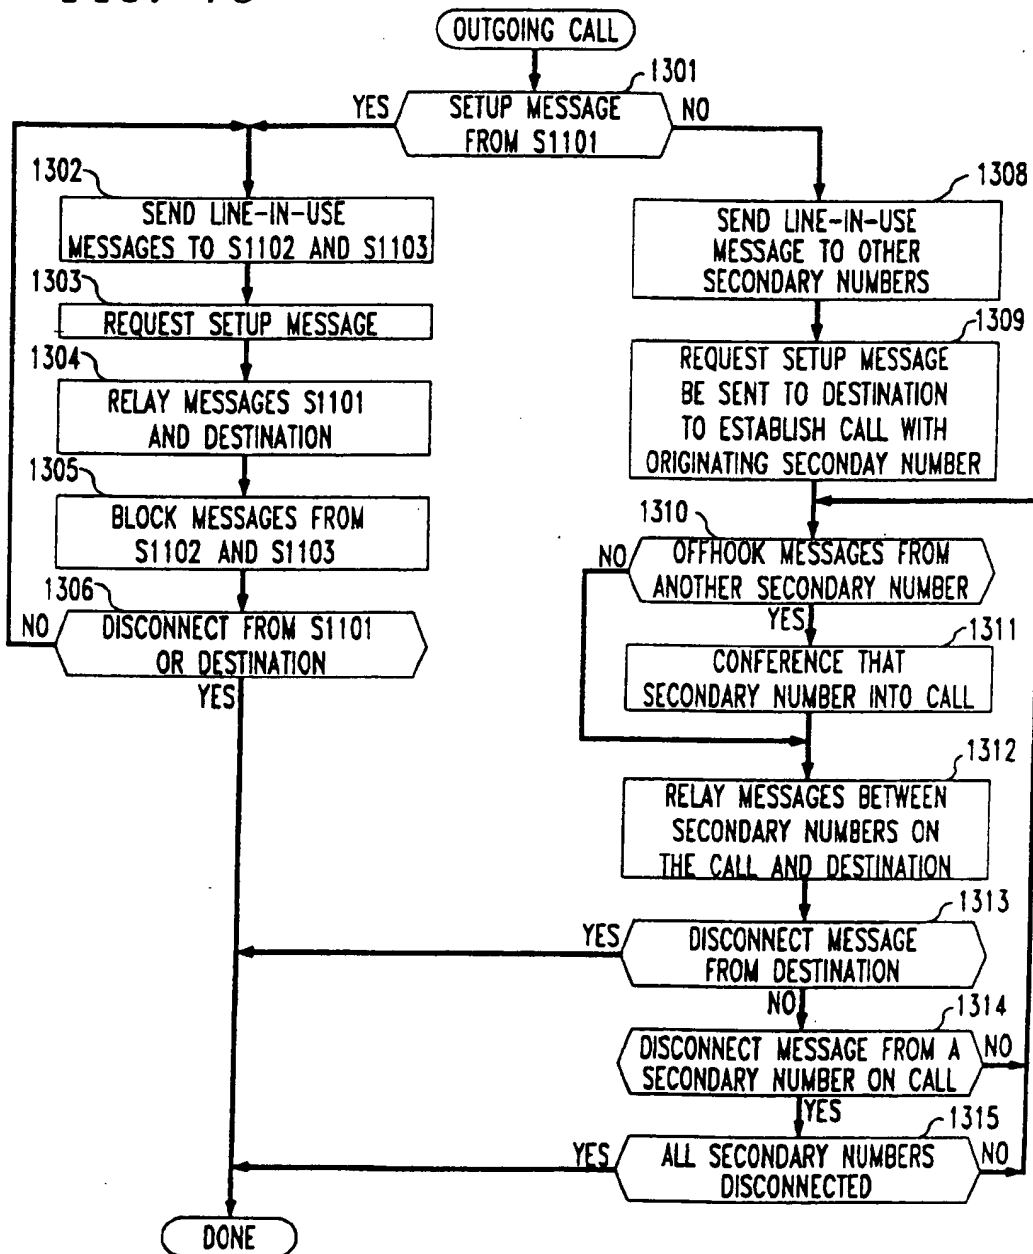 OUTGOING CALL
1301
SETUP MESSAGE
FROM S1101
YES
NO
1302
SEND LINE-IN-USE
MESSAGES TO S1102 AND S1103
1303
REQUEST SETUP MESSAGE
1304
RELAY MESSAGES S1101
AND DESTINATION
1305
BLOCK MESSAGES FROM
S1102 AND S1103
1306
NO
DISCONNECT FROM S1101
OR DESTINATION
YES
1308
SEND LINE-IN-USE
MESSAGE TO OTHER
SECONDARY NUMBERS
1309
REQUEST SETUP MESSAGE
BE SENT TO DESTINATION
TO ESTABLISH CALL WITH
ORIGINATING SECONDAY NUMBER
1310
NO
OFFHOOK MESSAGES FROM
ANOTHER SECONDARY NUMBER
YES
1311
CONFERENCE THAT
SECONDARY NUMBER INTO CALL
1312
RELAY MESSAGES BETWEEN
SECONDARY NUMBERS ON
THE CALL AND DESTINATION
1313
YES
DISCONNECT MESSAGE
FROM DESTINATION
NO
1314
DISCONNECT MESSAGE FROM A
SECONDARY NUMBER ON CALL
NO
YES
1315
YES
ALL SECONDARY NUMBERS
DISCONNECTED
NO
DONE